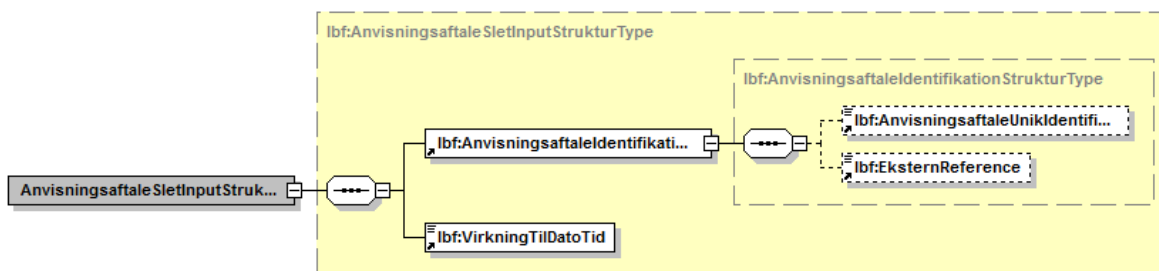 lbf:AnvisningsaftaleSletInputStrukturType
lbf:AnvisningsaftaleIdentifikationStrukturType
lbf:AnvisningsaftaleUnikIdentifi...
lbf:AnvisningsaftaleIdentifikati...
lbf:EksternReference
AnvisningsaftaleSletInputStruk...
lbf:VirkningTilDatoTid